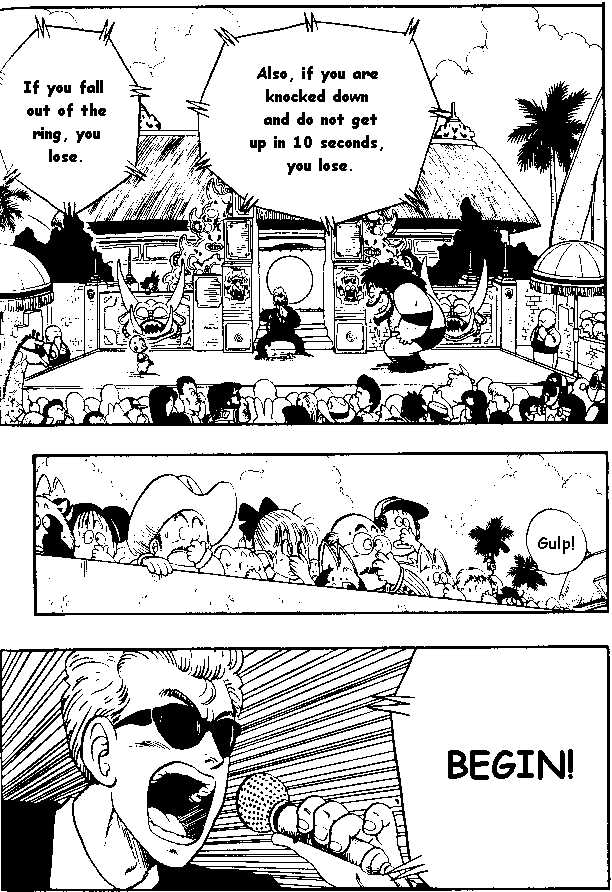 If you fall
out of the
ring, you
lose.
Also, if you are
knocked down
and do not get
up in 10 seconds,
you lose.
Gulp!
BEGIN!